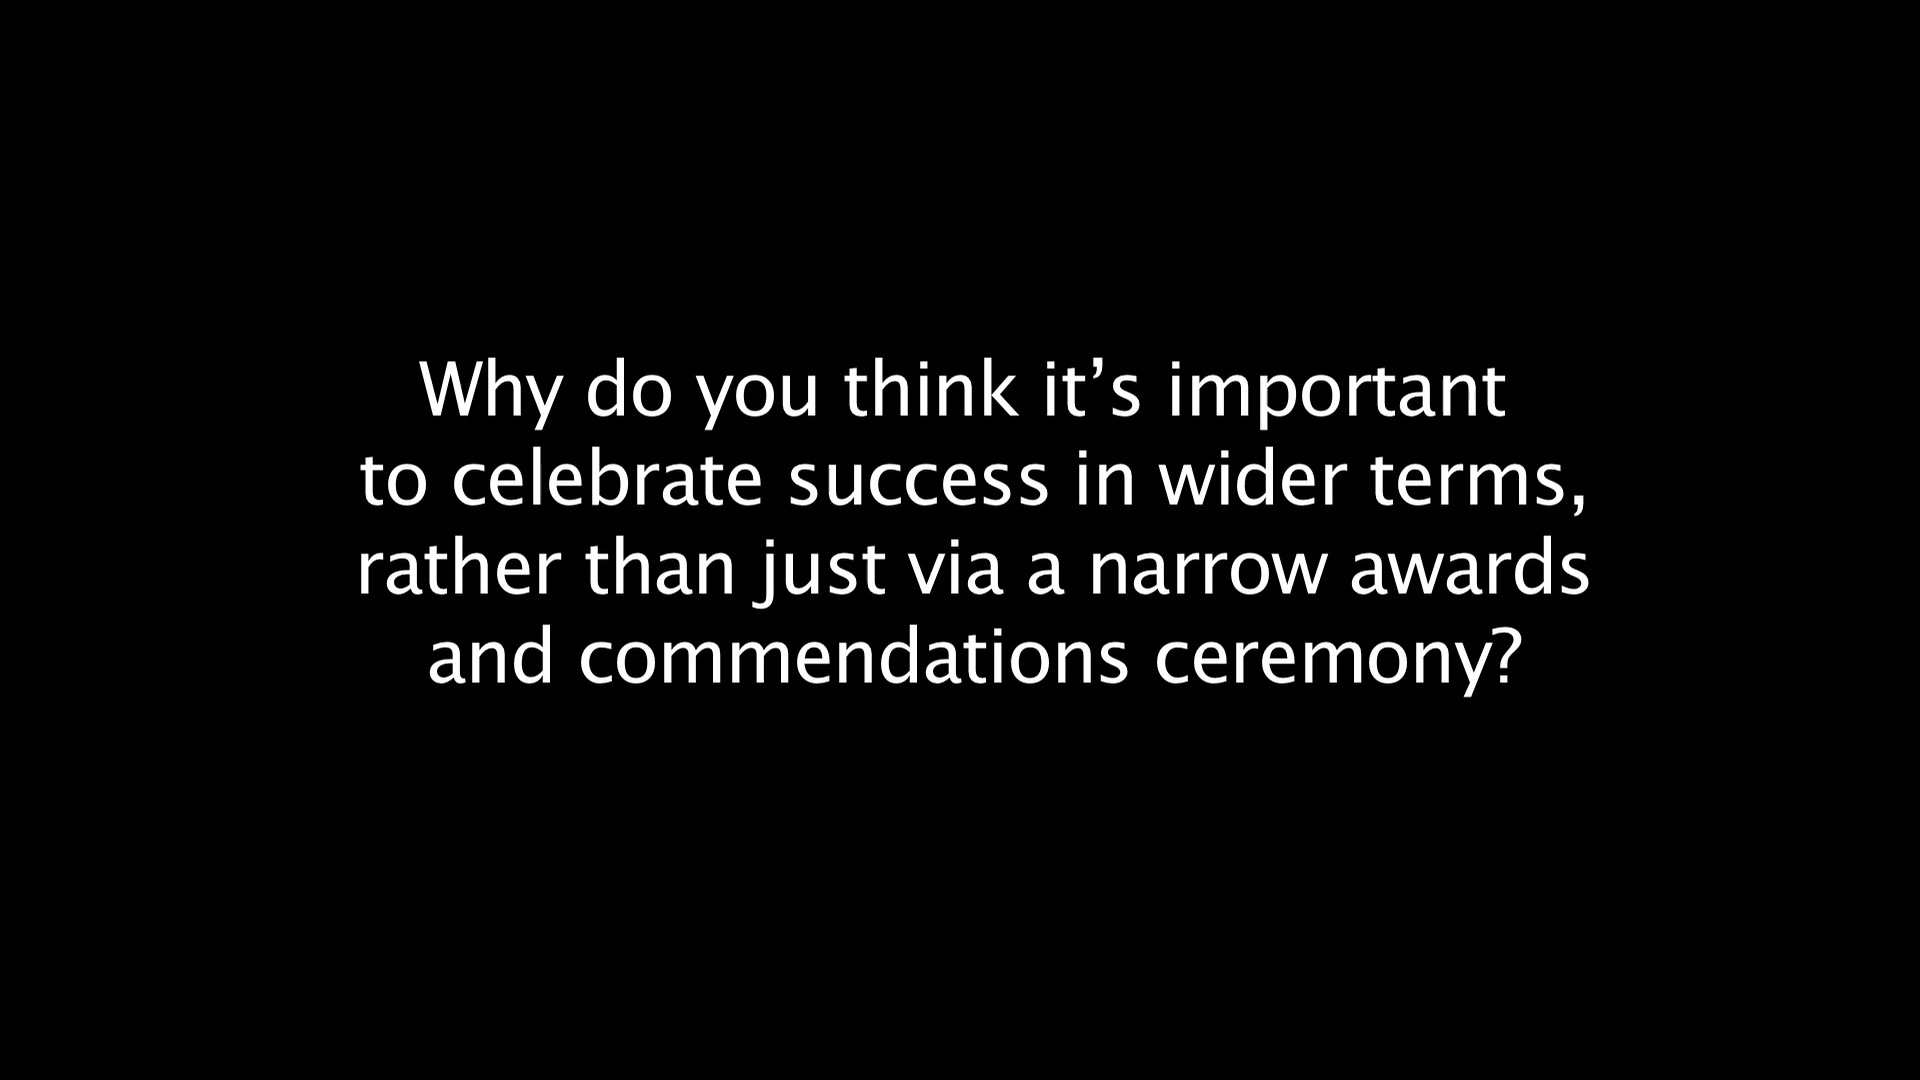 Why do you think it’s important
to celebrate success in wider terms,
rather than just via a narrow awards
and commendations ceremony?